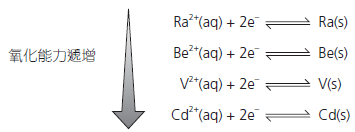 Ra²⁺(aq) + 2e⁻ ⇌ Ra(s)
Be²⁺(aq) + 2e⁻ ⇌ Be(s)
氧化能力遞增
V²⁺(aq) + 2e⁻ ⇌ V(s)
Cd²⁺(aq) + 2e⁻ ⇌ Cd(s)